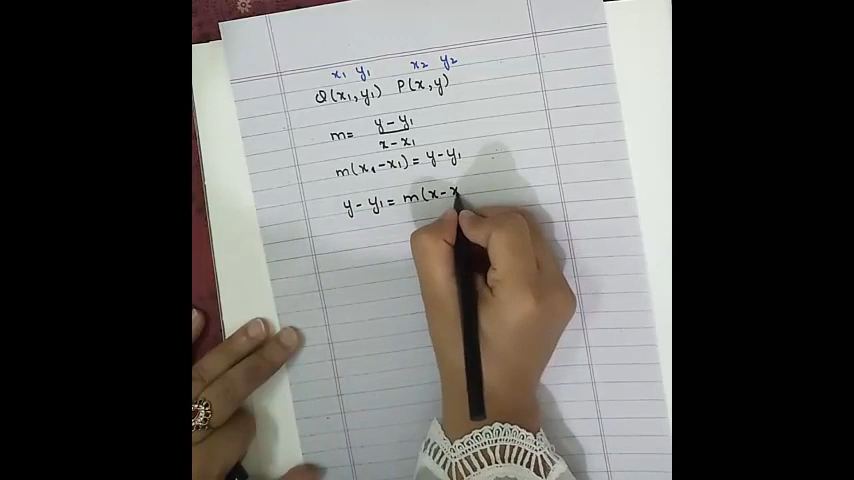 x₁ y₁ x₂ y₂
Q(x₁,y₁) P(x,y)
m= y-y₁
x-x₁
m(x₁-x₁)=y-y₁
y-y₁=m(x-x